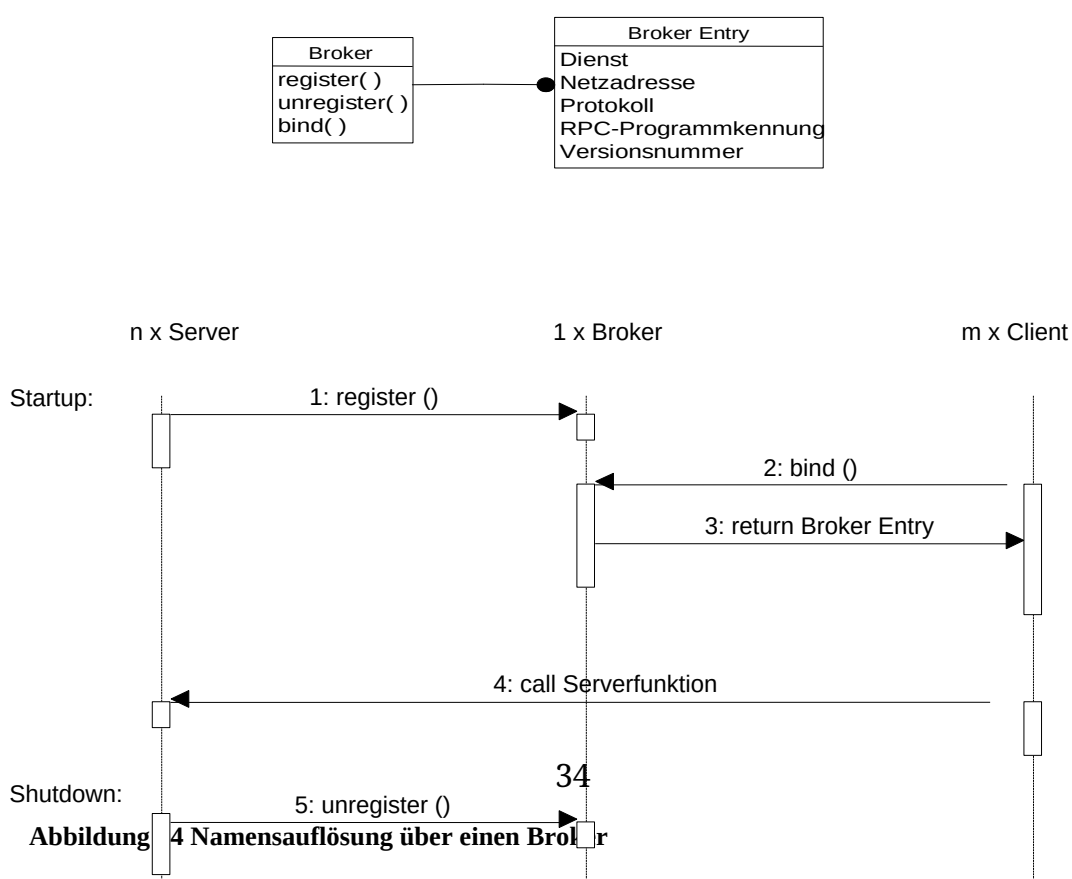 Broker
register( )
unregister( )
bind( )
Broker Entry
Dienst
Netzadresse
Protokoll
RPC-Programmkennung
Versionsnummer
n x Server
1 x Broker
m x Client
Startup:
1: register ()
2: bind ()
3: return Broker Entry
4: call Serverfunktion
34
Shutdown:
5: unregister ()
Abbildung 4 Namensauflösung über einen Broker